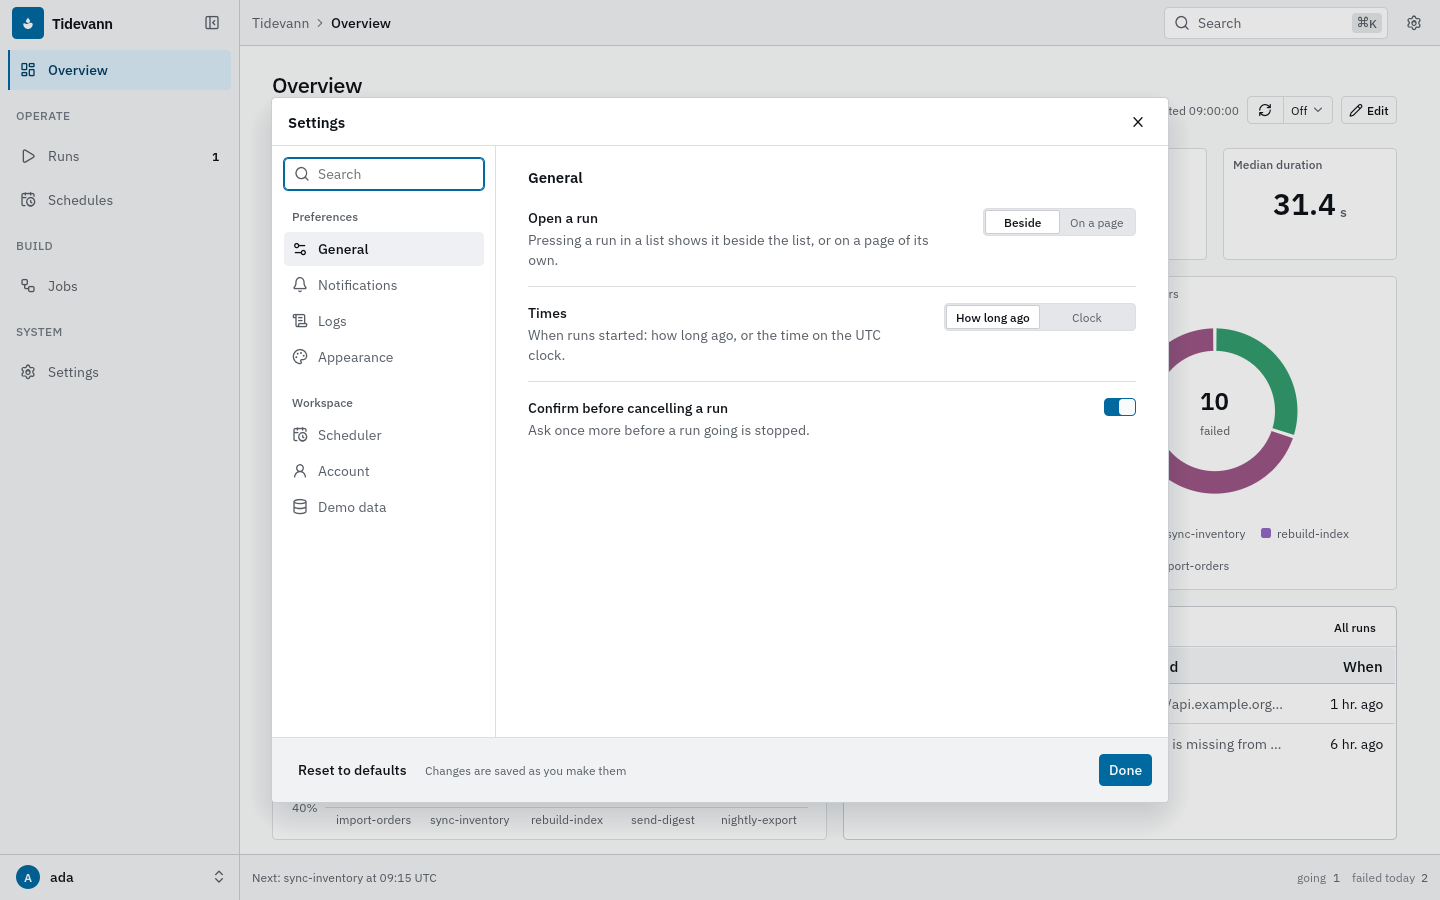 Tidevann
Tidevann > Overview
Search ⌘K
Overview
OPERATE
Runs 1
Schedules
BUILD
Jobs
SYSTEM
Settings
Overview
ted 09:00:00
Off
Edit
Median duration
31.4 s
rs
10
failed
sync-inventory
rebuild-index
port-orders
All runs
d When
/api.example.org… 1 hr. ago
is missing from … 6 hr. ago
Settings
Search
Preferences
General
Notifications
Logs
Appearance
Workspace
Scheduler
Account
Demo data
General
Open a run
Pressing a run in a list shows it beside the list, or on a page of its
own.
Beside On a page
Times
When runs started: how long ago, or the time on the UTC
clock.
How long ago Clock
Confirm before cancelling a run
Ask once more before a run going is stopped.
Reset to defaults
Changes are saved as you make them
Done
40%
import-orders sync-inventory rebuild-index send-digest nightly-export
A ada
Next: sync-inventory at 09:15 UTC
going 1 failed today 2